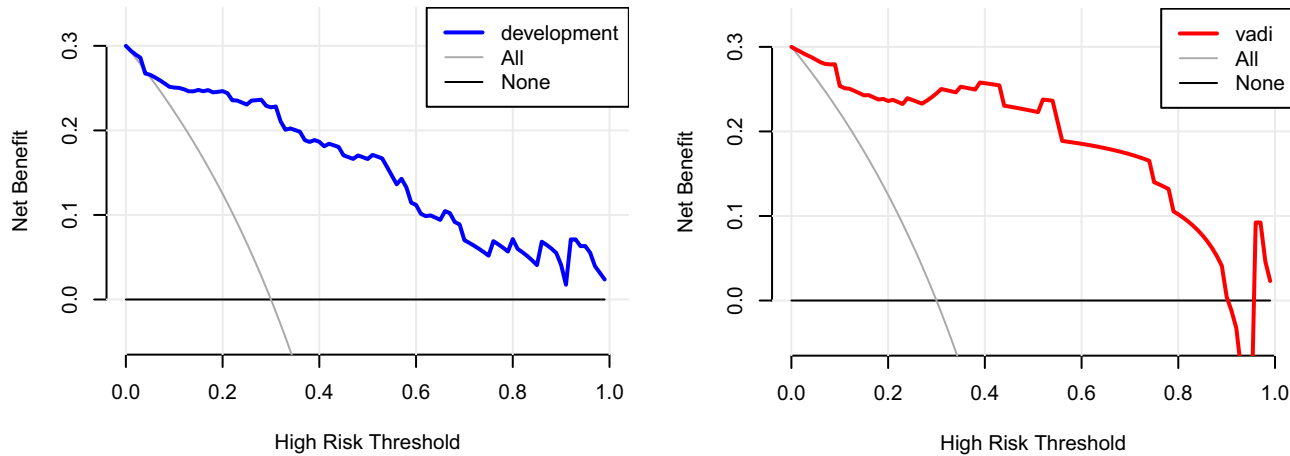 development
All
None
Net Benefit
0.3
0.2
0.1
0.0
0.0 0.2 0.4 0.6 0.8 1.0
High Risk Threshold
vadi
All
None
Net Benefit
0.3
0.2
0.1
0.0
0.0 0.2 0.4 0.6 0.8 1.0
High Risk Threshold